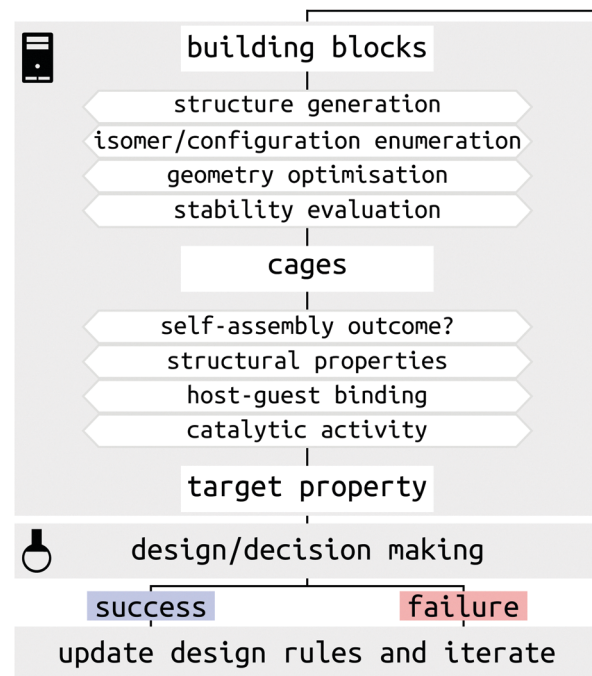 building blocks
structure generation
isomer/configuration enumeration
geometry optimisation
stability evaluation
cages
self-assembly outcome?
structural properties
host-guest binding
catalytic activity
target property
design/decision making
success
failure
update design rules and iterate